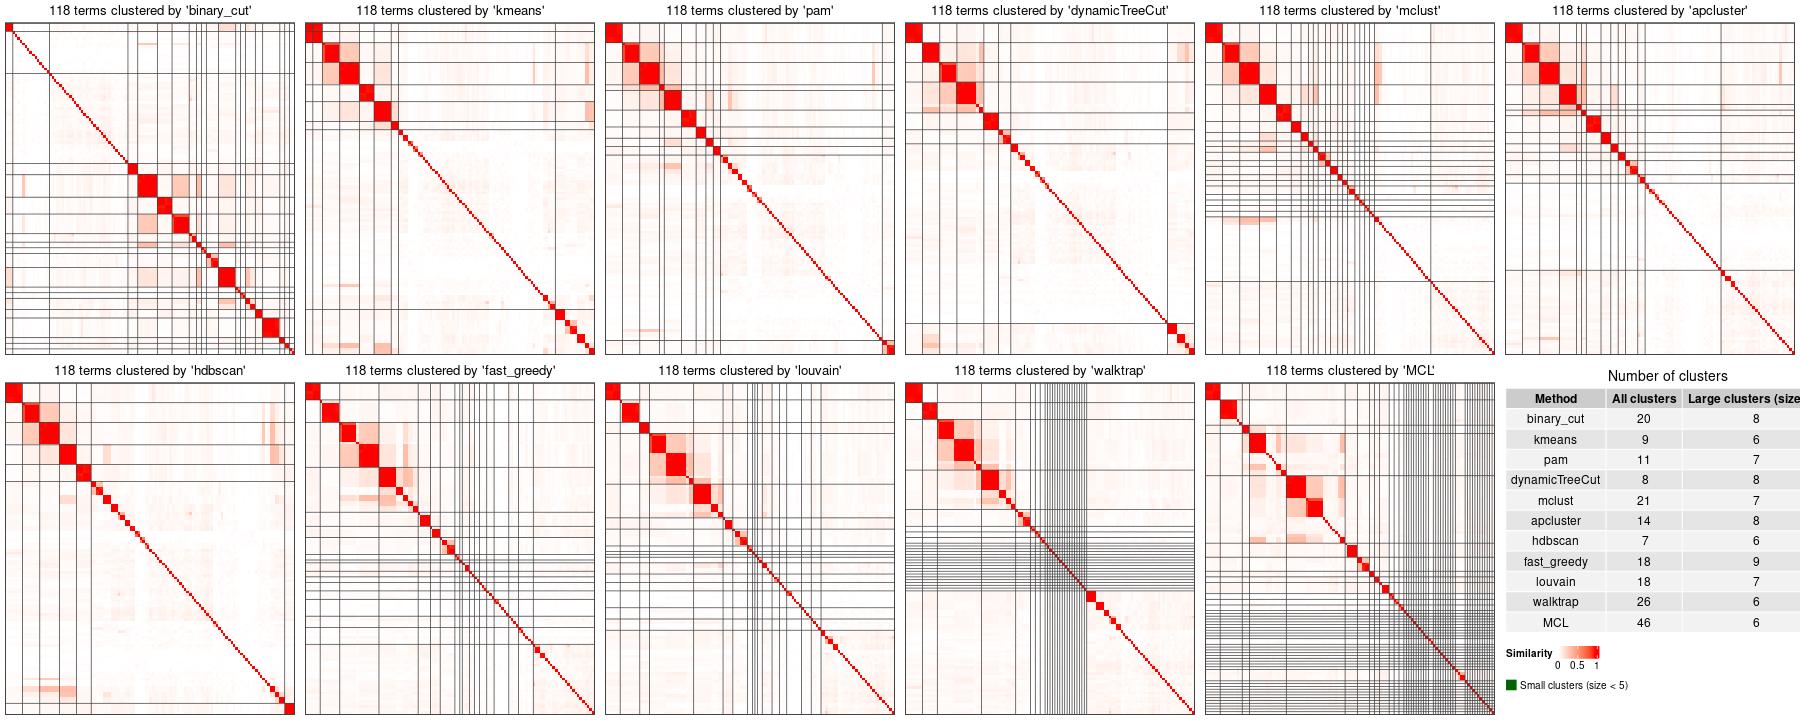 118 terms clustered by 'binary_cut'
118 terms clustered by 'kmeans'
118 terms clustered by 'pam'
118 terms clustered by 'dynamicTreeCut'
118 terms clustered by 'mclust'
118 terms clustered by 'apcluster'
118 terms clustered by 'hdbscan'
118 terms clustered by 'fast_greedy'
118 terms clustered by 'louvain'
118 terms clustered by 'walktrap'
118 terms clustered by 'MCL'
Number of clusters
Method All clusters Large clusters (size
binary_cut 20 8
kmeans 9 6
pam 11 7
dynamicTreeCut 8 8
mclust 21 7
apcluster 14 8
hdbscan 7 6
fast_greedy 18 9
louvain 18 7
walktrap 26 6
MCL 46 6
Similarity
0 0.5 1
Small clusters (size < 5)